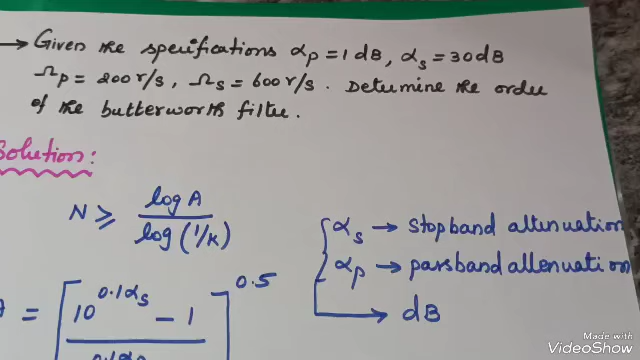 → Given the specifications αp = 1 dB, αs = 30 dB
Ωp = 200 r/s, Ωs = 600 r/s. Determine the order
of the butterworth filter.
Solution:
N ≥ log A / log (1/k)
αs → stopband attenuation
αp → passband attenuation
→ dB
= [ 10^0.1αs − 1 / ]^0.5
Made With
VideoShow